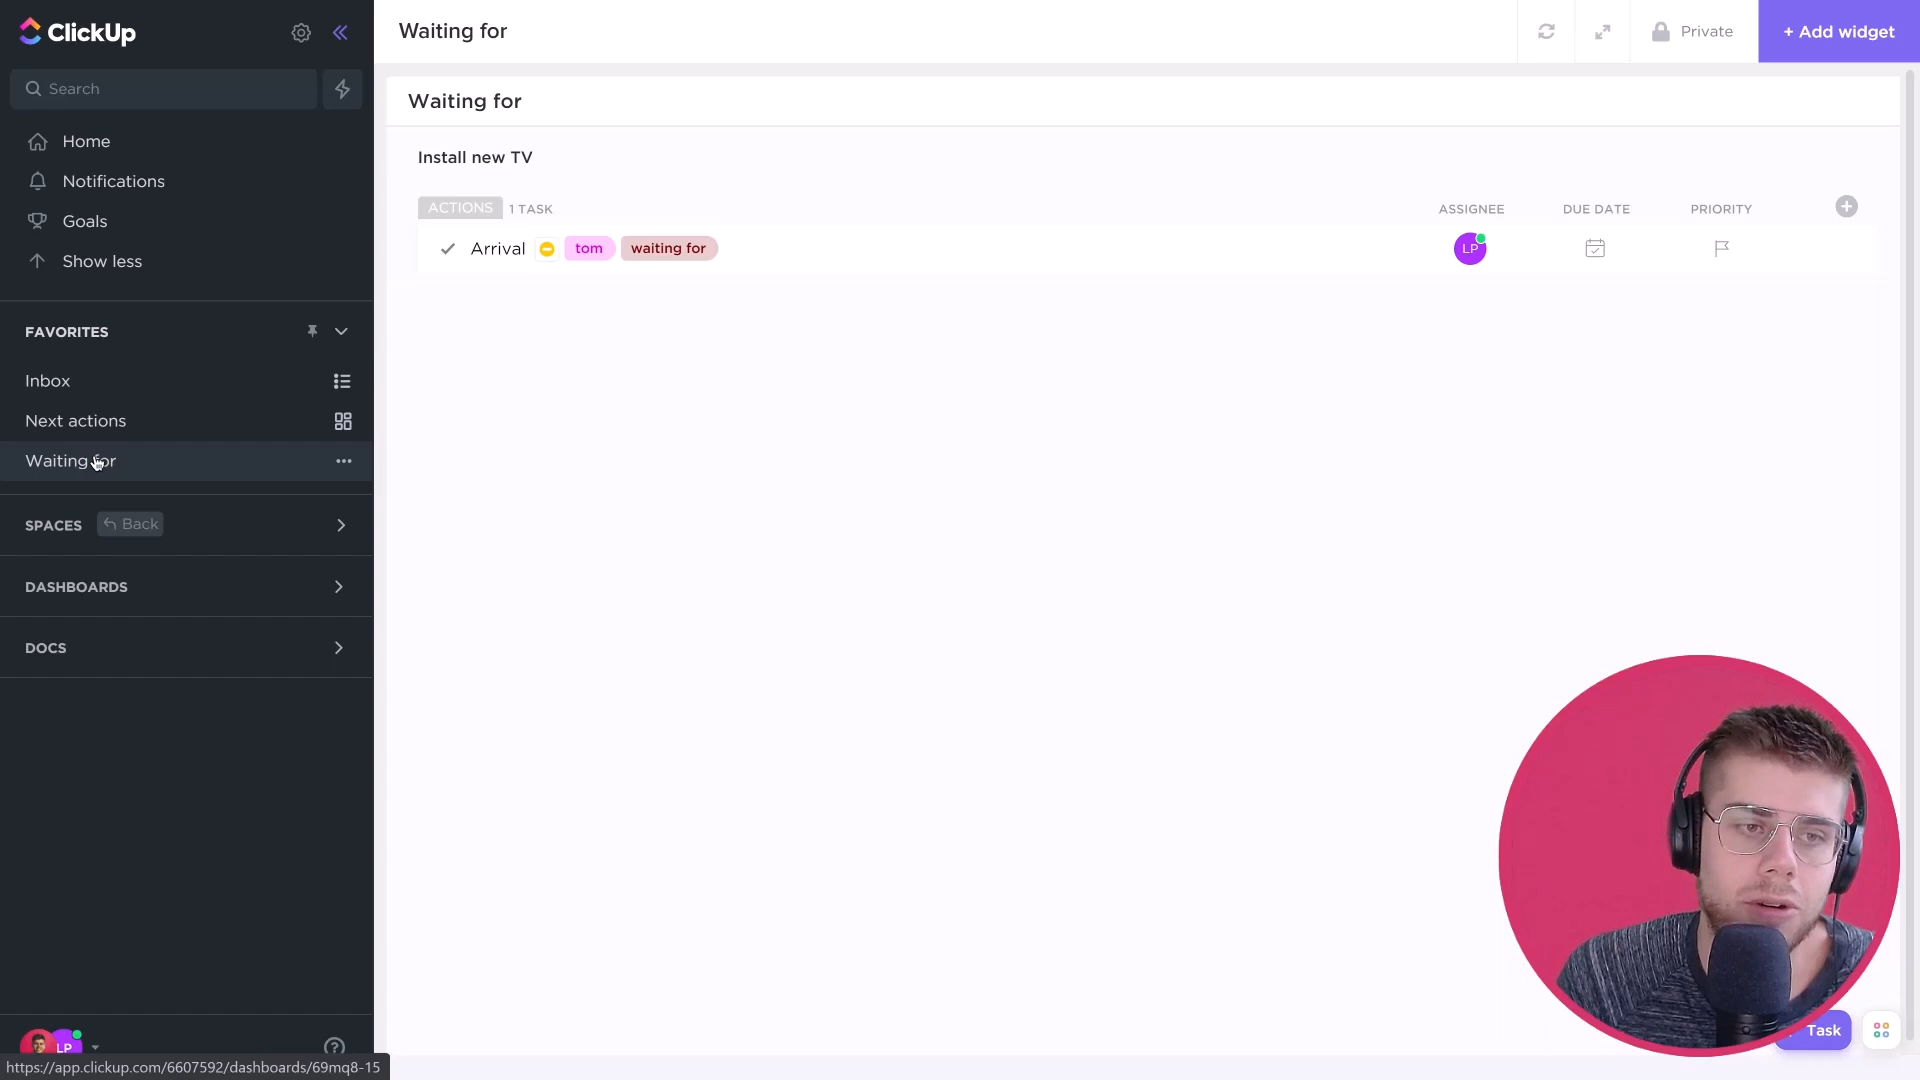 ClickUp
Search
Home
Notifications
Goals
Show less
FAVORITES
Inbox
Next actions
Waiting for
SPACES Back
DASHBOARDS
DOCS
LP
https://app.clickup.com/6607592/dashboards/69mq8-15
Waiting for
Private
+ Add widget
Waiting for
Install new TV
ACTIONS 1 TASK ASSIGNEE DUE DATE PRIORITY
Arrival tom waiting for LP
Task